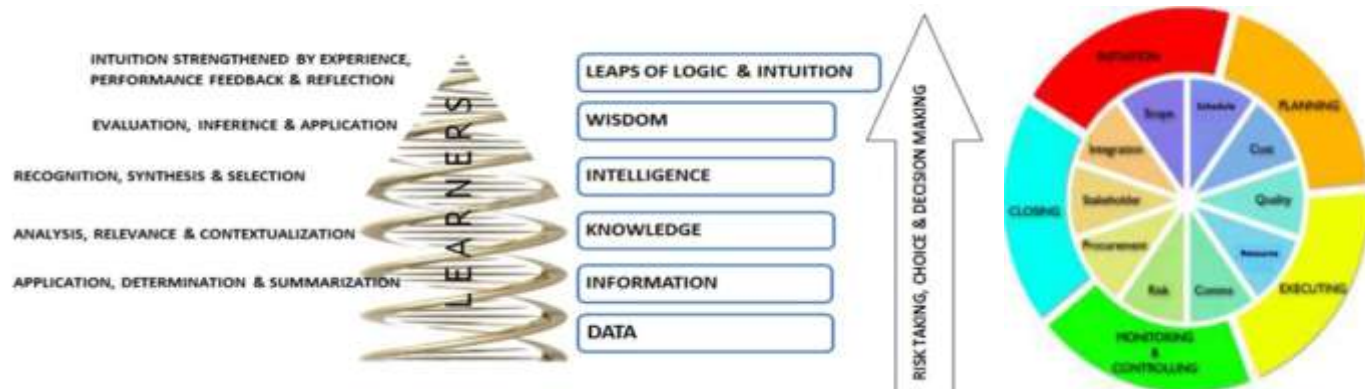 INTUITION STRENGTHENED BY EXPERIENCE,
PERFORMANCE FEEDBACK & REFLECTION
EVALUATION, INFERENCE & APPLICATION
RECOGNITION, SYNTHESIS & SELECTION
ANALYSIS, RELEVANCE & CONTEXTUALIZATION
APPLICATION, DETERMINATION & SUMMARIZATION
LEARNERS
LEAPS OF LOGIC & INTUITION
WISDOM
INTELLIGENCE
KNOWLEDGE
INFORMATION
DATA
RISK TAKING, CHOICE & DECISION MAKING
INITIATION
PLANNING
EXECUTING
MONITORING
&
CONTROLLING
CLOSING
Scope
Schedule
Cost
Quality
Resource
Comms
Risk
Procurement
Stakeholder
Integration